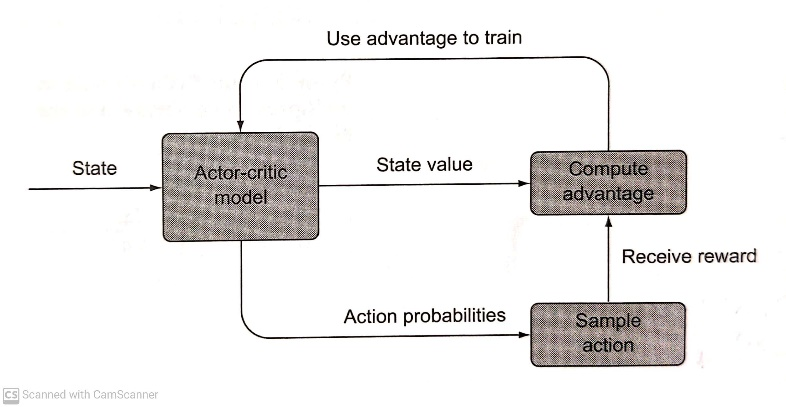 Use advantage to train
State
Actor-critic
model
State value
Compute
advantage
Receive reward
Action probabilities
Sample
action
CS Scanned with CamScanner